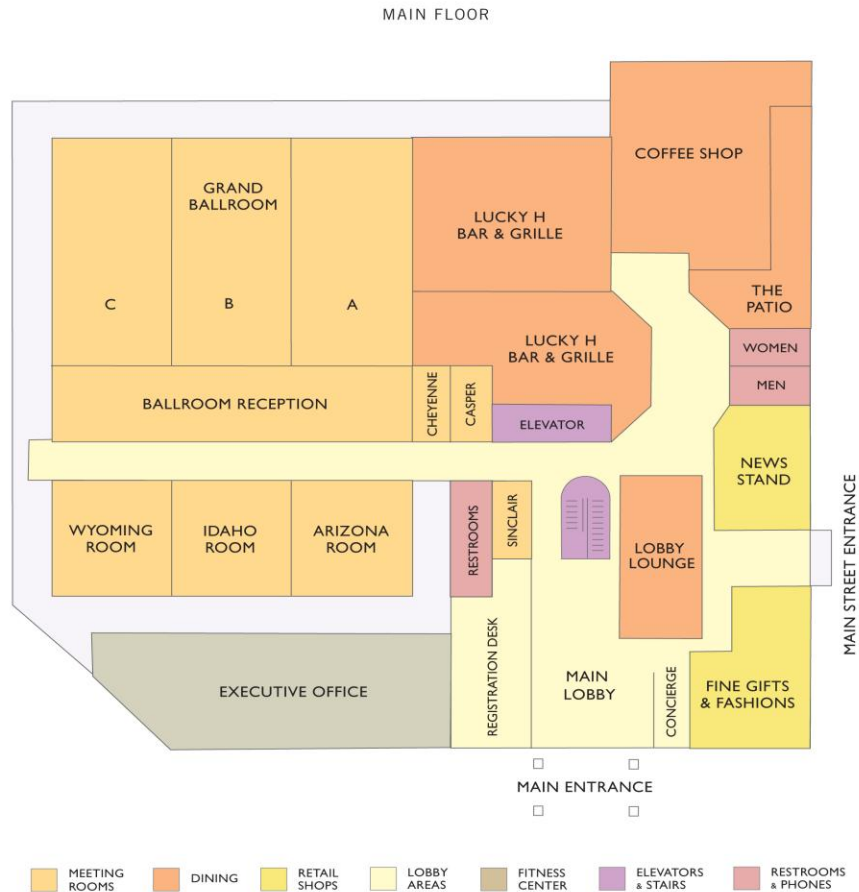 MAIN FLOOR
COFFEE SHOP
GRAND
BALLROOM
LUCKY H
BAR & GRILLE
C
B
A
THE
PATIO
LUCKY H
BAR & GRILLE
WOMEN
MEN
BALLROOM RECEPTION
CHEYENNE
CASPER
ELEVATOR
NEWS
STAND
WYOMING
ROOM
IDAHO
ROOM
ARIZONA
ROOM
RESTROOMS
SINCLAIR
LOBBY
LOUNGE
MAIN STREET ENTRANCE
REGISTRATION DESK
EXECUTIVE OFFICE
MAIN
LOBBY
CONCIERGE
FINE GIFTS
& FASHIONS
MAIN ENTRANCE
MEETING
ROOMS
DINING
RETAIL
SHOPS
LOBBY
AREAS
FITNESS
CENTER
ELEVATORS
& STAIRS
RESTROOMS
& PHONES